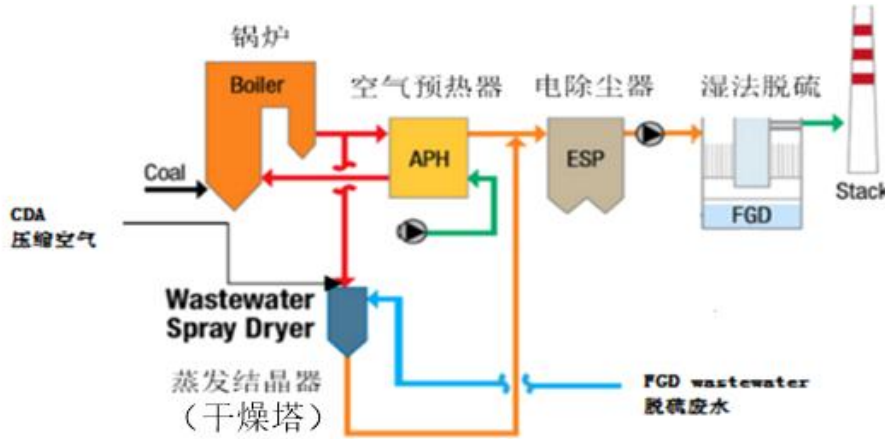 锅炉
Boiler
空气预热器
电除尘器
湿法脱硫
APH
ESP
Coal
Stack
FGD
CDA
压缩空气
Wastewater
Spray Dryer
蒸发结晶器
（干燥塔）
FGD wastewater
脱硫废水